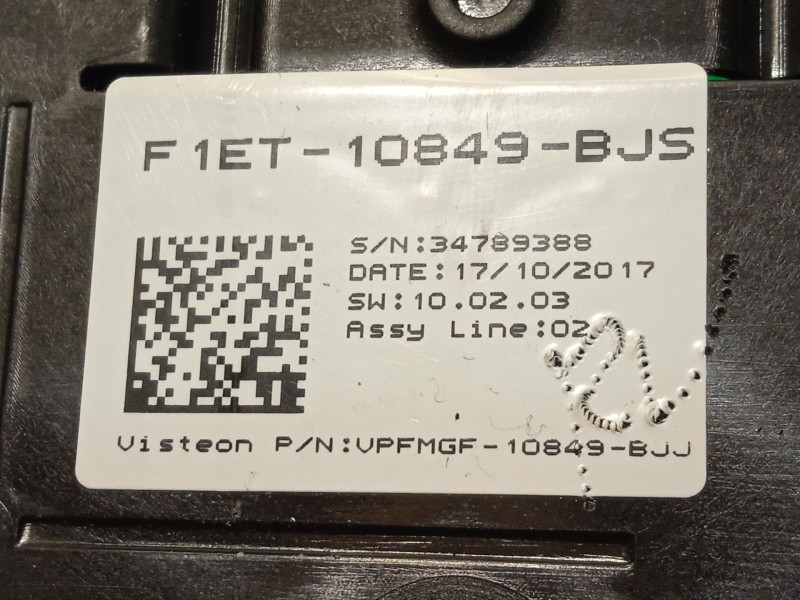 F1ET-10849-BJS
S/N:34789388
DATE:17/10/2017
SW:10.02.03
Assy Line:02
Visteon P/N:VPFMGF-10849-BJJ